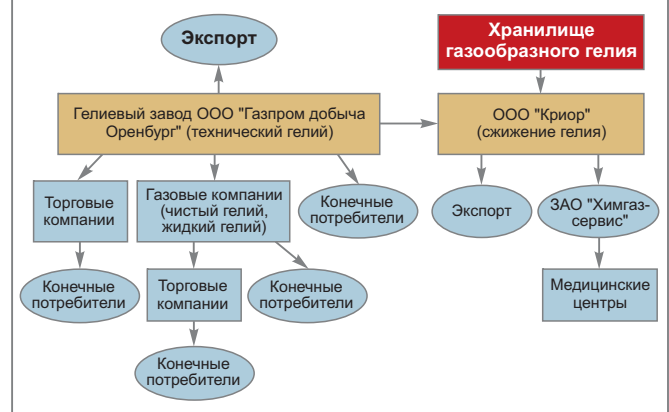 Экспорт
Хранилище
газообразного гелия
Гелиевый завод ООО "Газпром добыча
Оренбург" (технический гелий)
ООО "Криор"
(сжижение гелия)
Торговые
компании
Газовые компании
(чистый гелий,
жидкий гелий)
Конечные
потребители
Экспорт
ЗАО "Химгаз-
сервис"
Конечные
потребители
Торговые
компании
Конечные
потребители
Медицинские
центры
Конечные
потребители